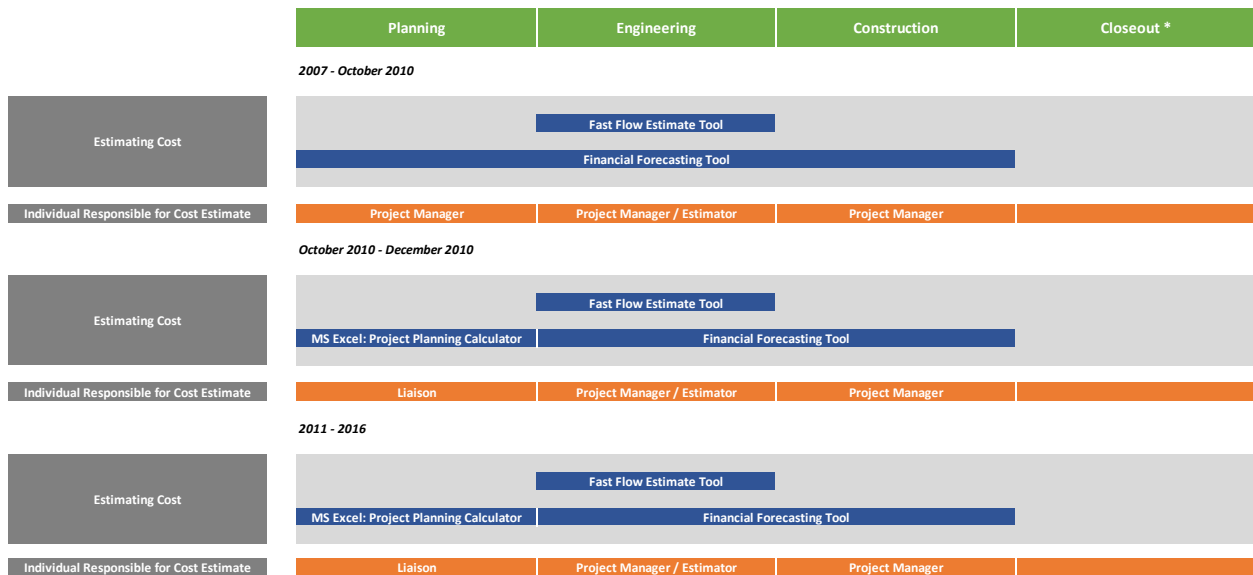 Planning Engineering Construction Closeout *
2007 - October 2010
Estimating Cost
Fast Flow Estimate Tool
Financial Forecasting Tool
Individual Responsible for Cost Estimate Project Manager Project Manager / Estimator Project Manager
October 2010 - December 2010
Estimating Cost
Fast Flow Estimate Tool
MS Excel: Project Planning Calculator Financial Forecasting Tool
Individual Responsible for Cost Estimate Liaison Project Manager / Estimator Project Manager
2011 - 2016
Estimating Cost
Fast Flow Estimate Tool
MS Excel: Project Planning Calculator Financial Forecasting Tool
Individual Responsible for Cost Estimate Liaison Project Manager / Estimator Project Manager